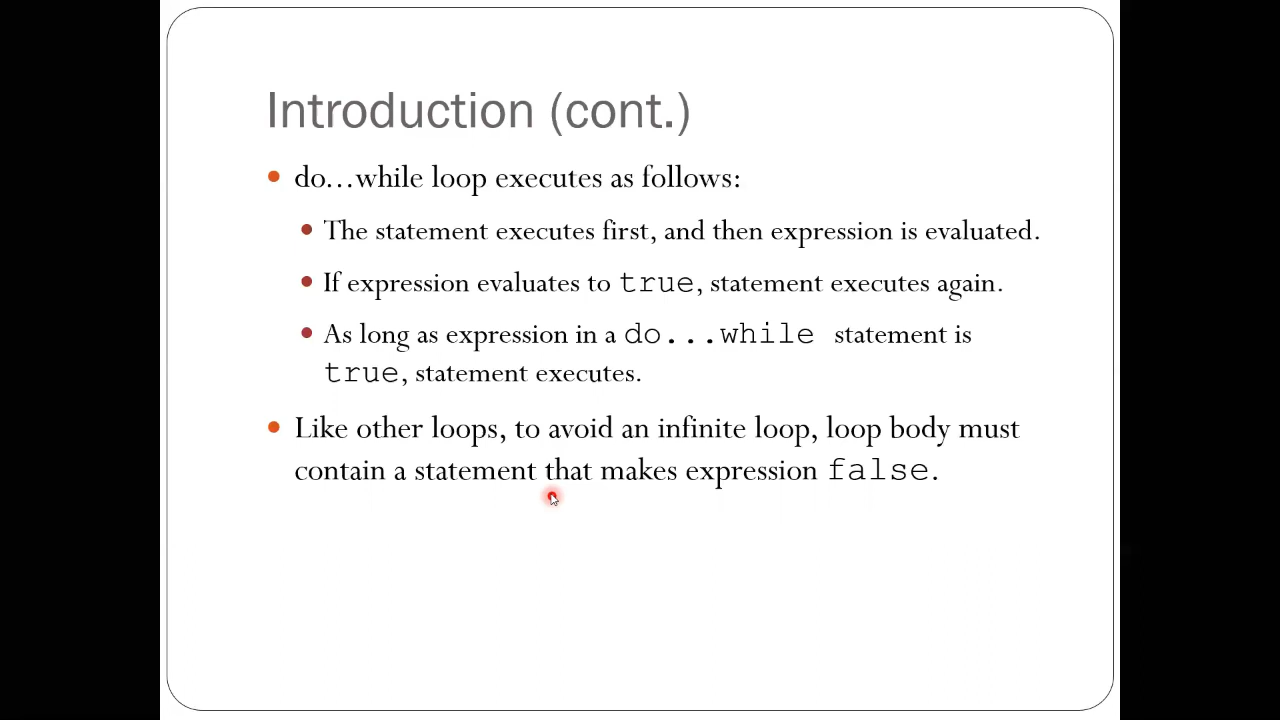 Introduction (cont.)
• do…while loop executes as follows:
• The statement executes first, and then expression is evaluated.
• If expression evaluates to true, statement executes again.
• As long as expression in a do...while statement is
true, statement executes.
• Like other loops, to avoid an infinite loop, loop body must
contain a statement that makes expression false.